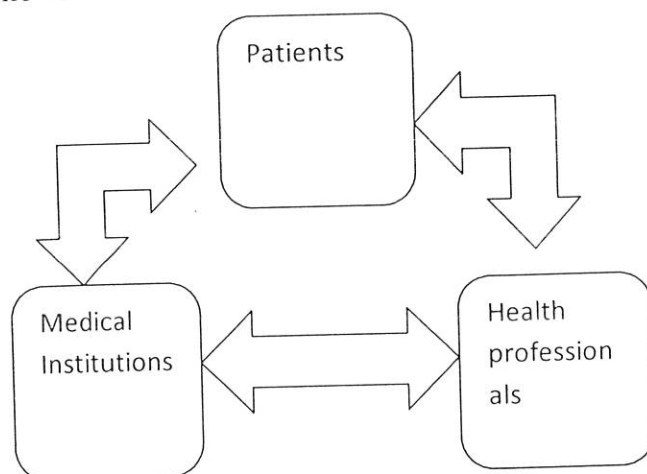 Patients
Medical
Institutions
Health
profession
als